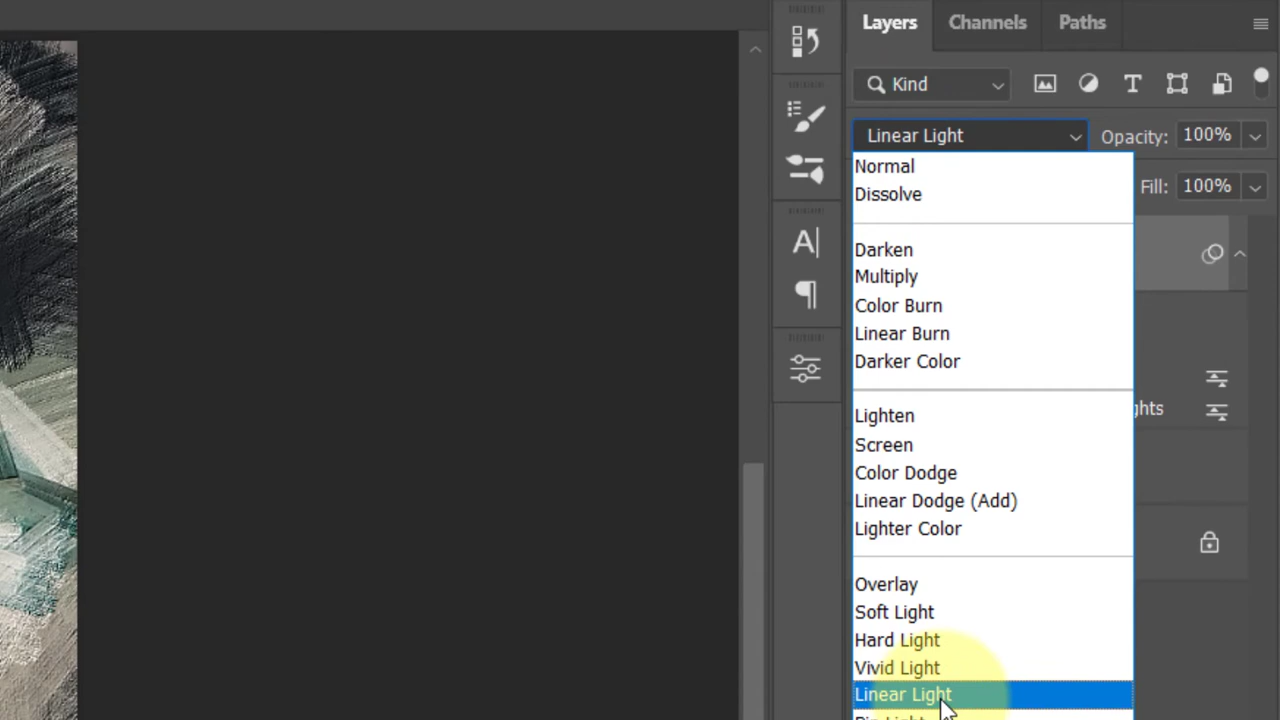 Layers Channels Paths
Kind
Linear Light Opacity: 100%
Normal
Fill: 100%
Dissolve
Darken
Multiply
Color Burn
Linear Burn
Darker Color
ghts
Lighten
Screen
Color Dodge
Linear Dodge (Add)
Lighter Color
Overlay
Soft Light
Hard Light
Vivid Light
Linear Light